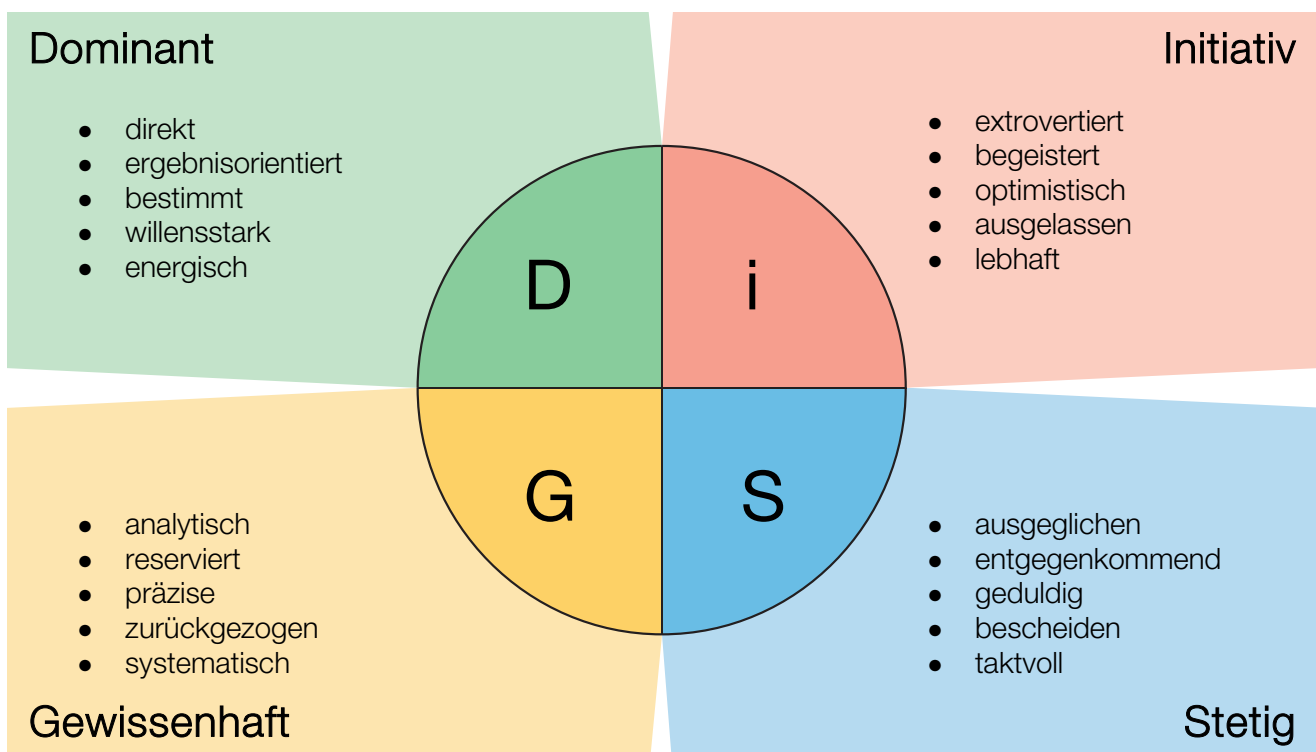 Dominant
● direkt
● ergebnisorientiert
● bestimmt
● willensstark
● energisch
Initiativ
● extrovertiert
● begeistert
● optimistisch
● ausgelassen
● lebhaft
D
i
G
S
● analytisch
● reserviert
● präzise
● zurückgezogen
● systematisch
Gewissenhaft
● ausgeglichen
● entgegenkommend
● geduldig
● bescheiden
● taktvoll
Stetig